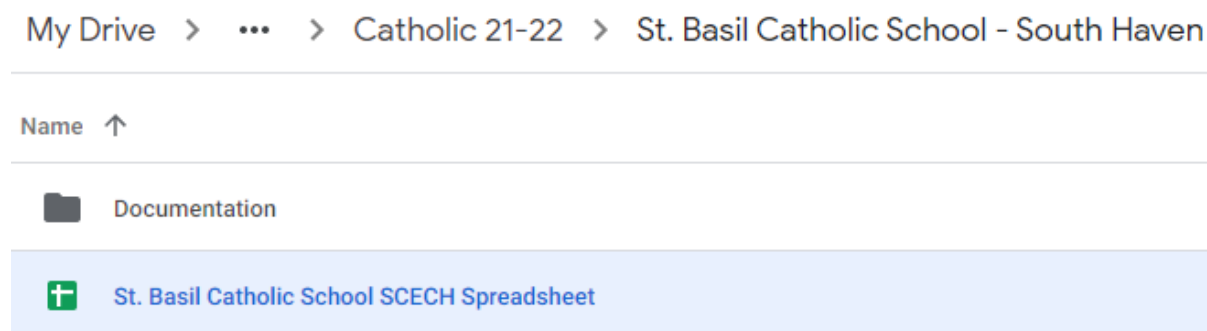 My Drive > ••• > Catholic 21-22 > St. Basil Catholic School - South Haven
Name ↑
Documentation
St. Basil Catholic School SCECH Spreadsheet